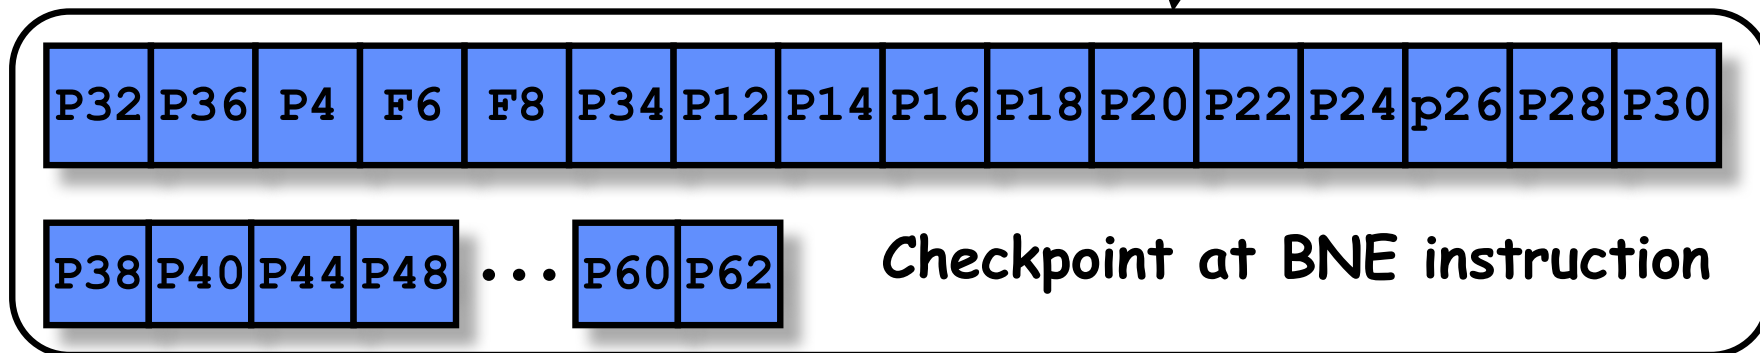 P32 P36 P4 F6 F8 P34 P12 P14 P16 P18 P20 P22 P24 p26 P28 P30
P38 P40 P44 P48 ... P60 P62 Checkpoint at BNE instruction